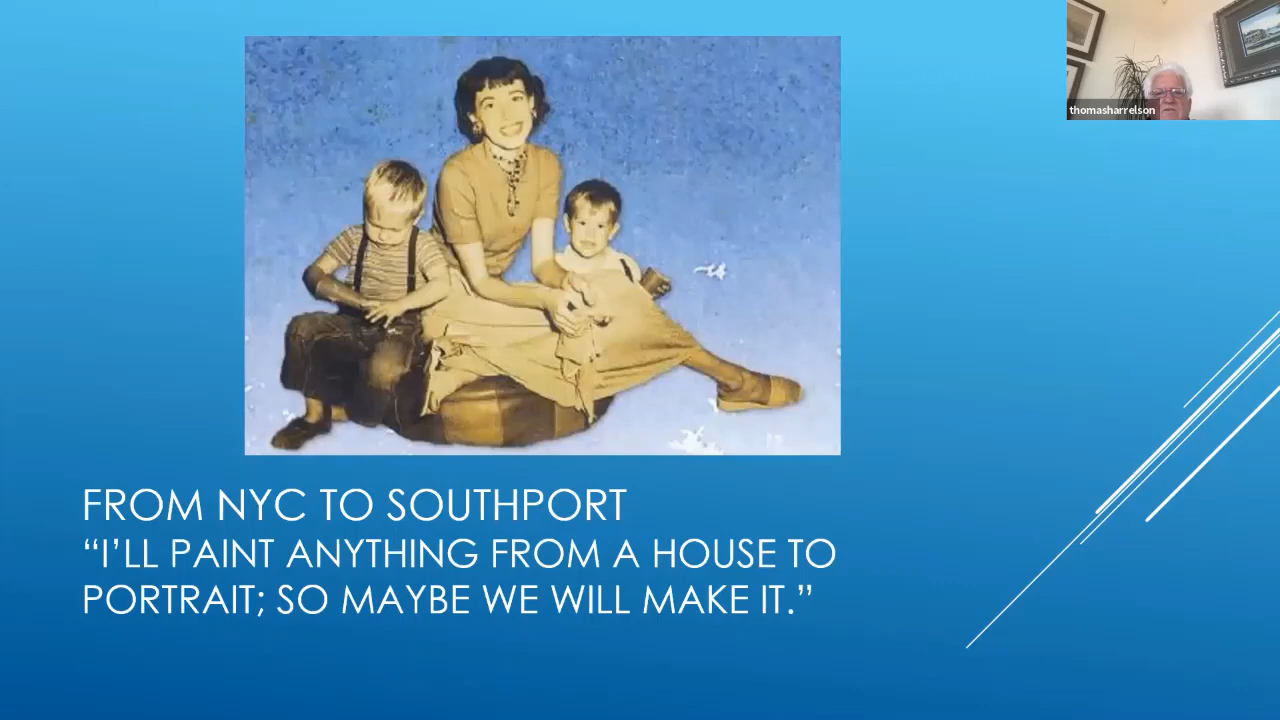 thomasharrelson
FROM NYC TO SOUTHPORT
“I’LL PAINT ANYTHING FROM A HOUSE TO
PORTRAIT; SO MAYBE WE WILL MAKE IT.”